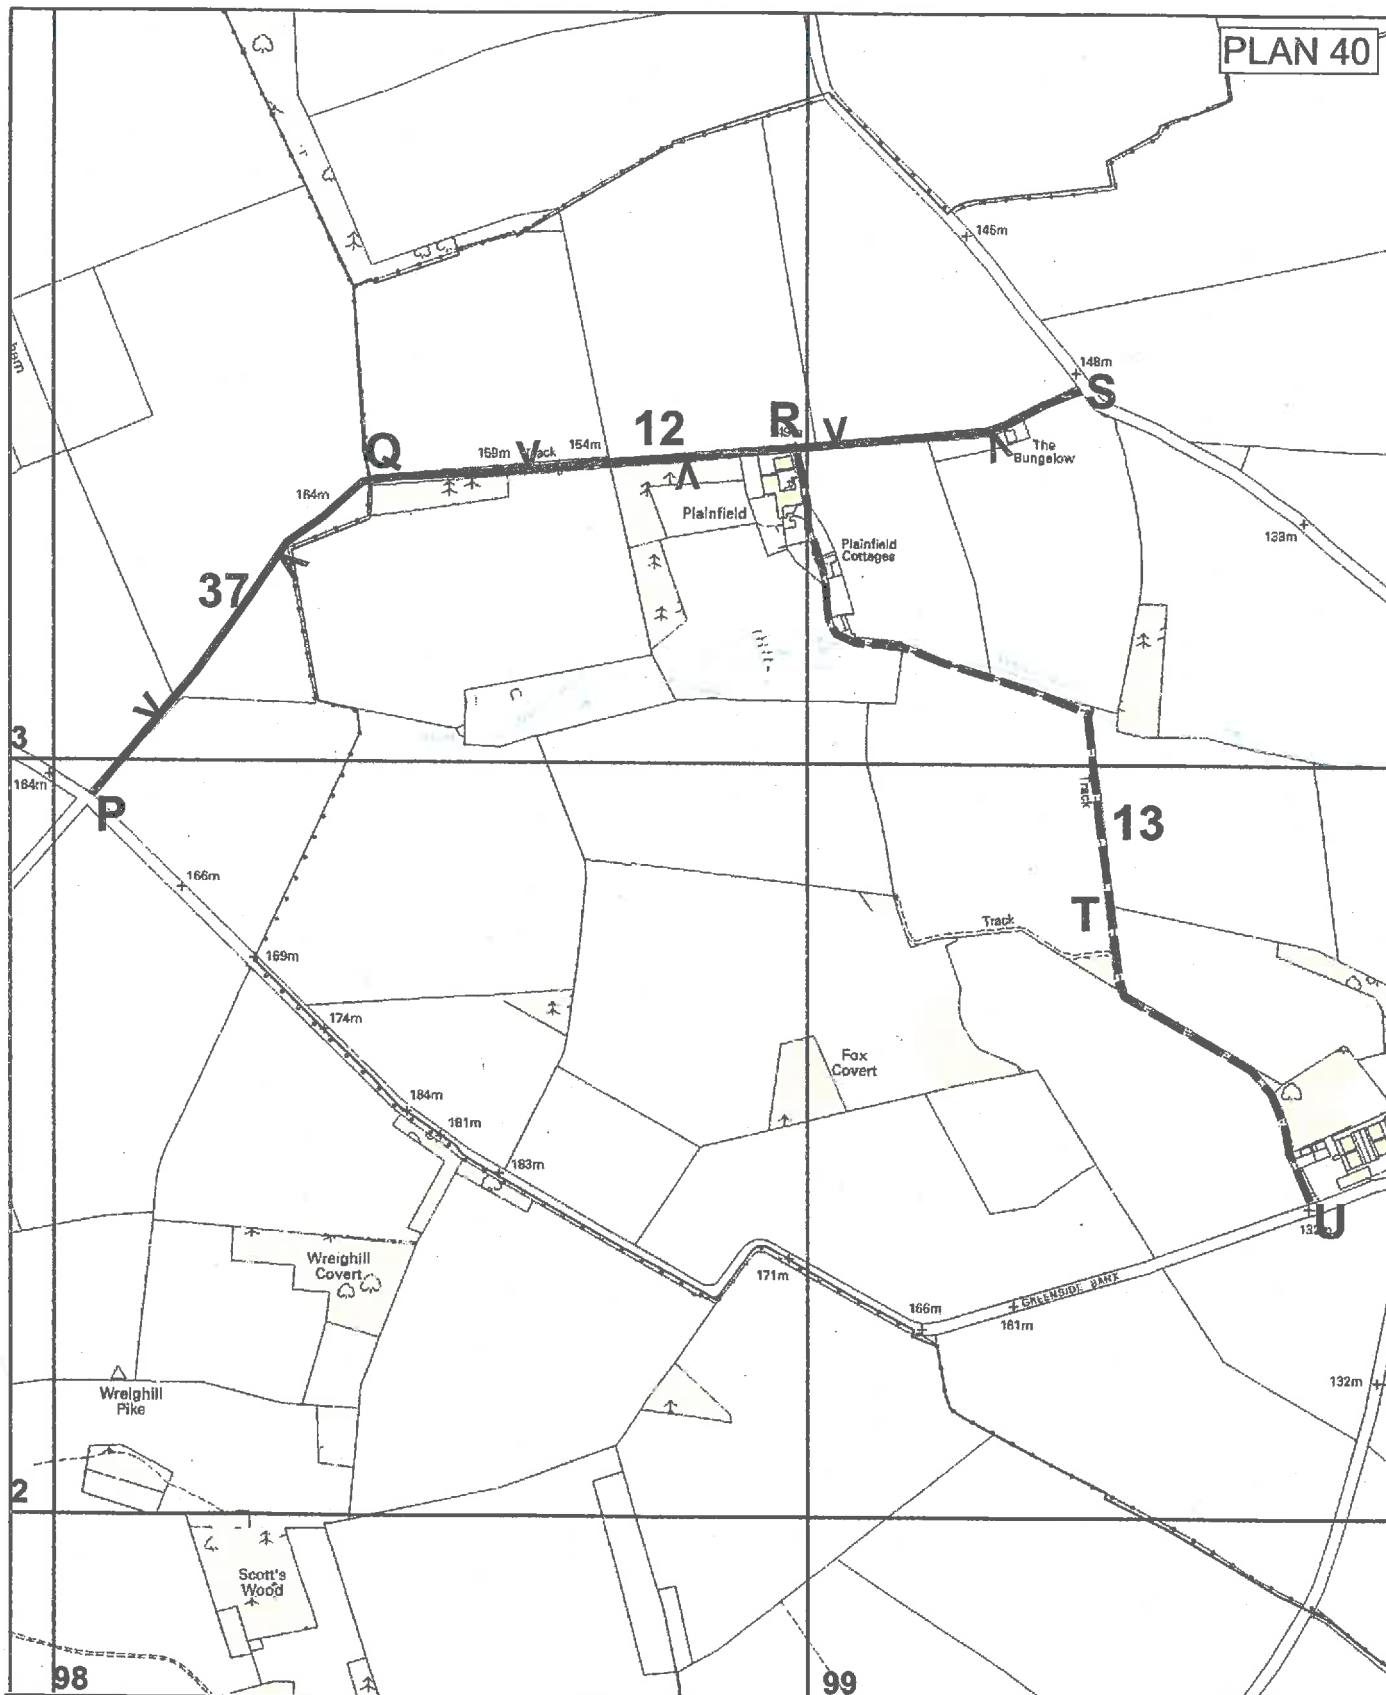 PLAN 40
146m
148m
S
R
12
Q
159m
Track
154m
The
Bungalow
164m
Plainfield
Plainfield
Cottages
133m
37
3
164m
P
Track
13
166m
T
Track
169m
174m
Fox
Covert
184m
181m
183m
U
Wreighill
Covert
171m
166m
GREENSIDE BANK
161m
132m
Wreighill
Pike
2
Scott's
Wood
98
99